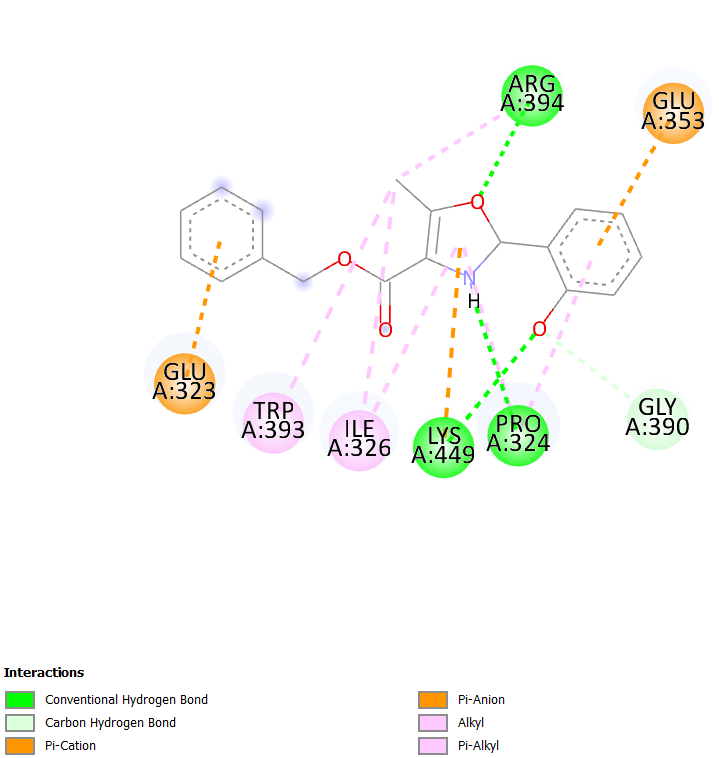 ARG
A:394
GLU
A:353
O
O
N
H
O
O
O
GLU
A:323
TRP
A:393
ILE
A:326
LYS
A:449
PRO
A:324
GLY
A:390
Interactions
Conventional Hydrogen Bond
Carbon Hydrogen Bond
Pi-Cation
Pi-Anion
Alkyl
Pi-Alkyl